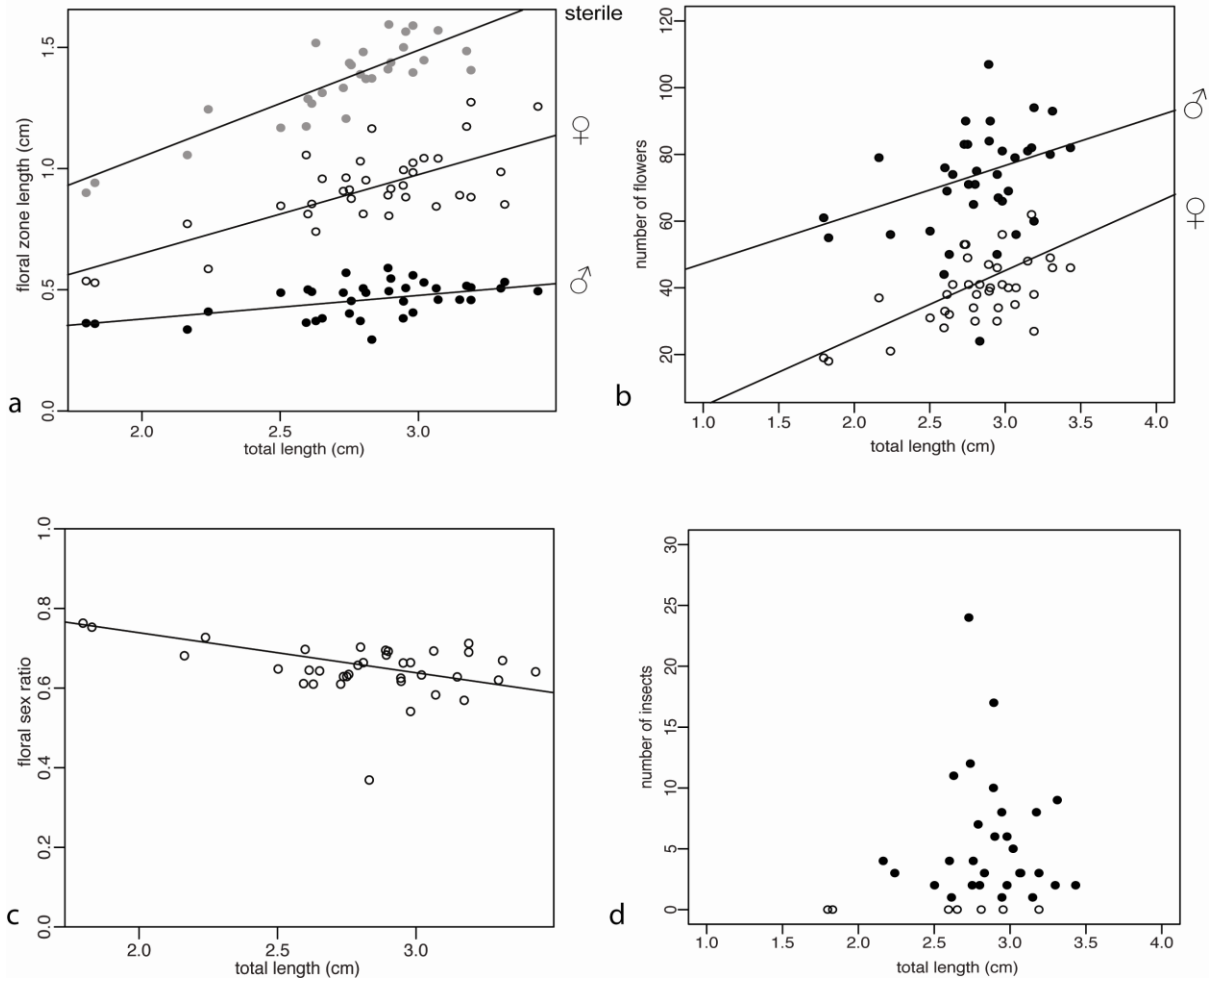 sterile
floral zone length (cm)
0.0 0.5 1.0 1.5
♀
♂
a
2.0 2.5 3.0
total length (cm)
number of flowers
20 40 60 80 100 120
♂
♀
b
1.0 1.5 2.0 2.5 3.0 3.5 4.0
total length (cm)
floral sex ratio
0.0 0.2 0.4 0.6 0.8 1.0
c
2.0 2.5 3.0
total length (cm)
number of insects
0 5 10 15 20 25 30
d
1.0 1.5 2.0 2.5 3.0 3.5 4.0
total length (cm)